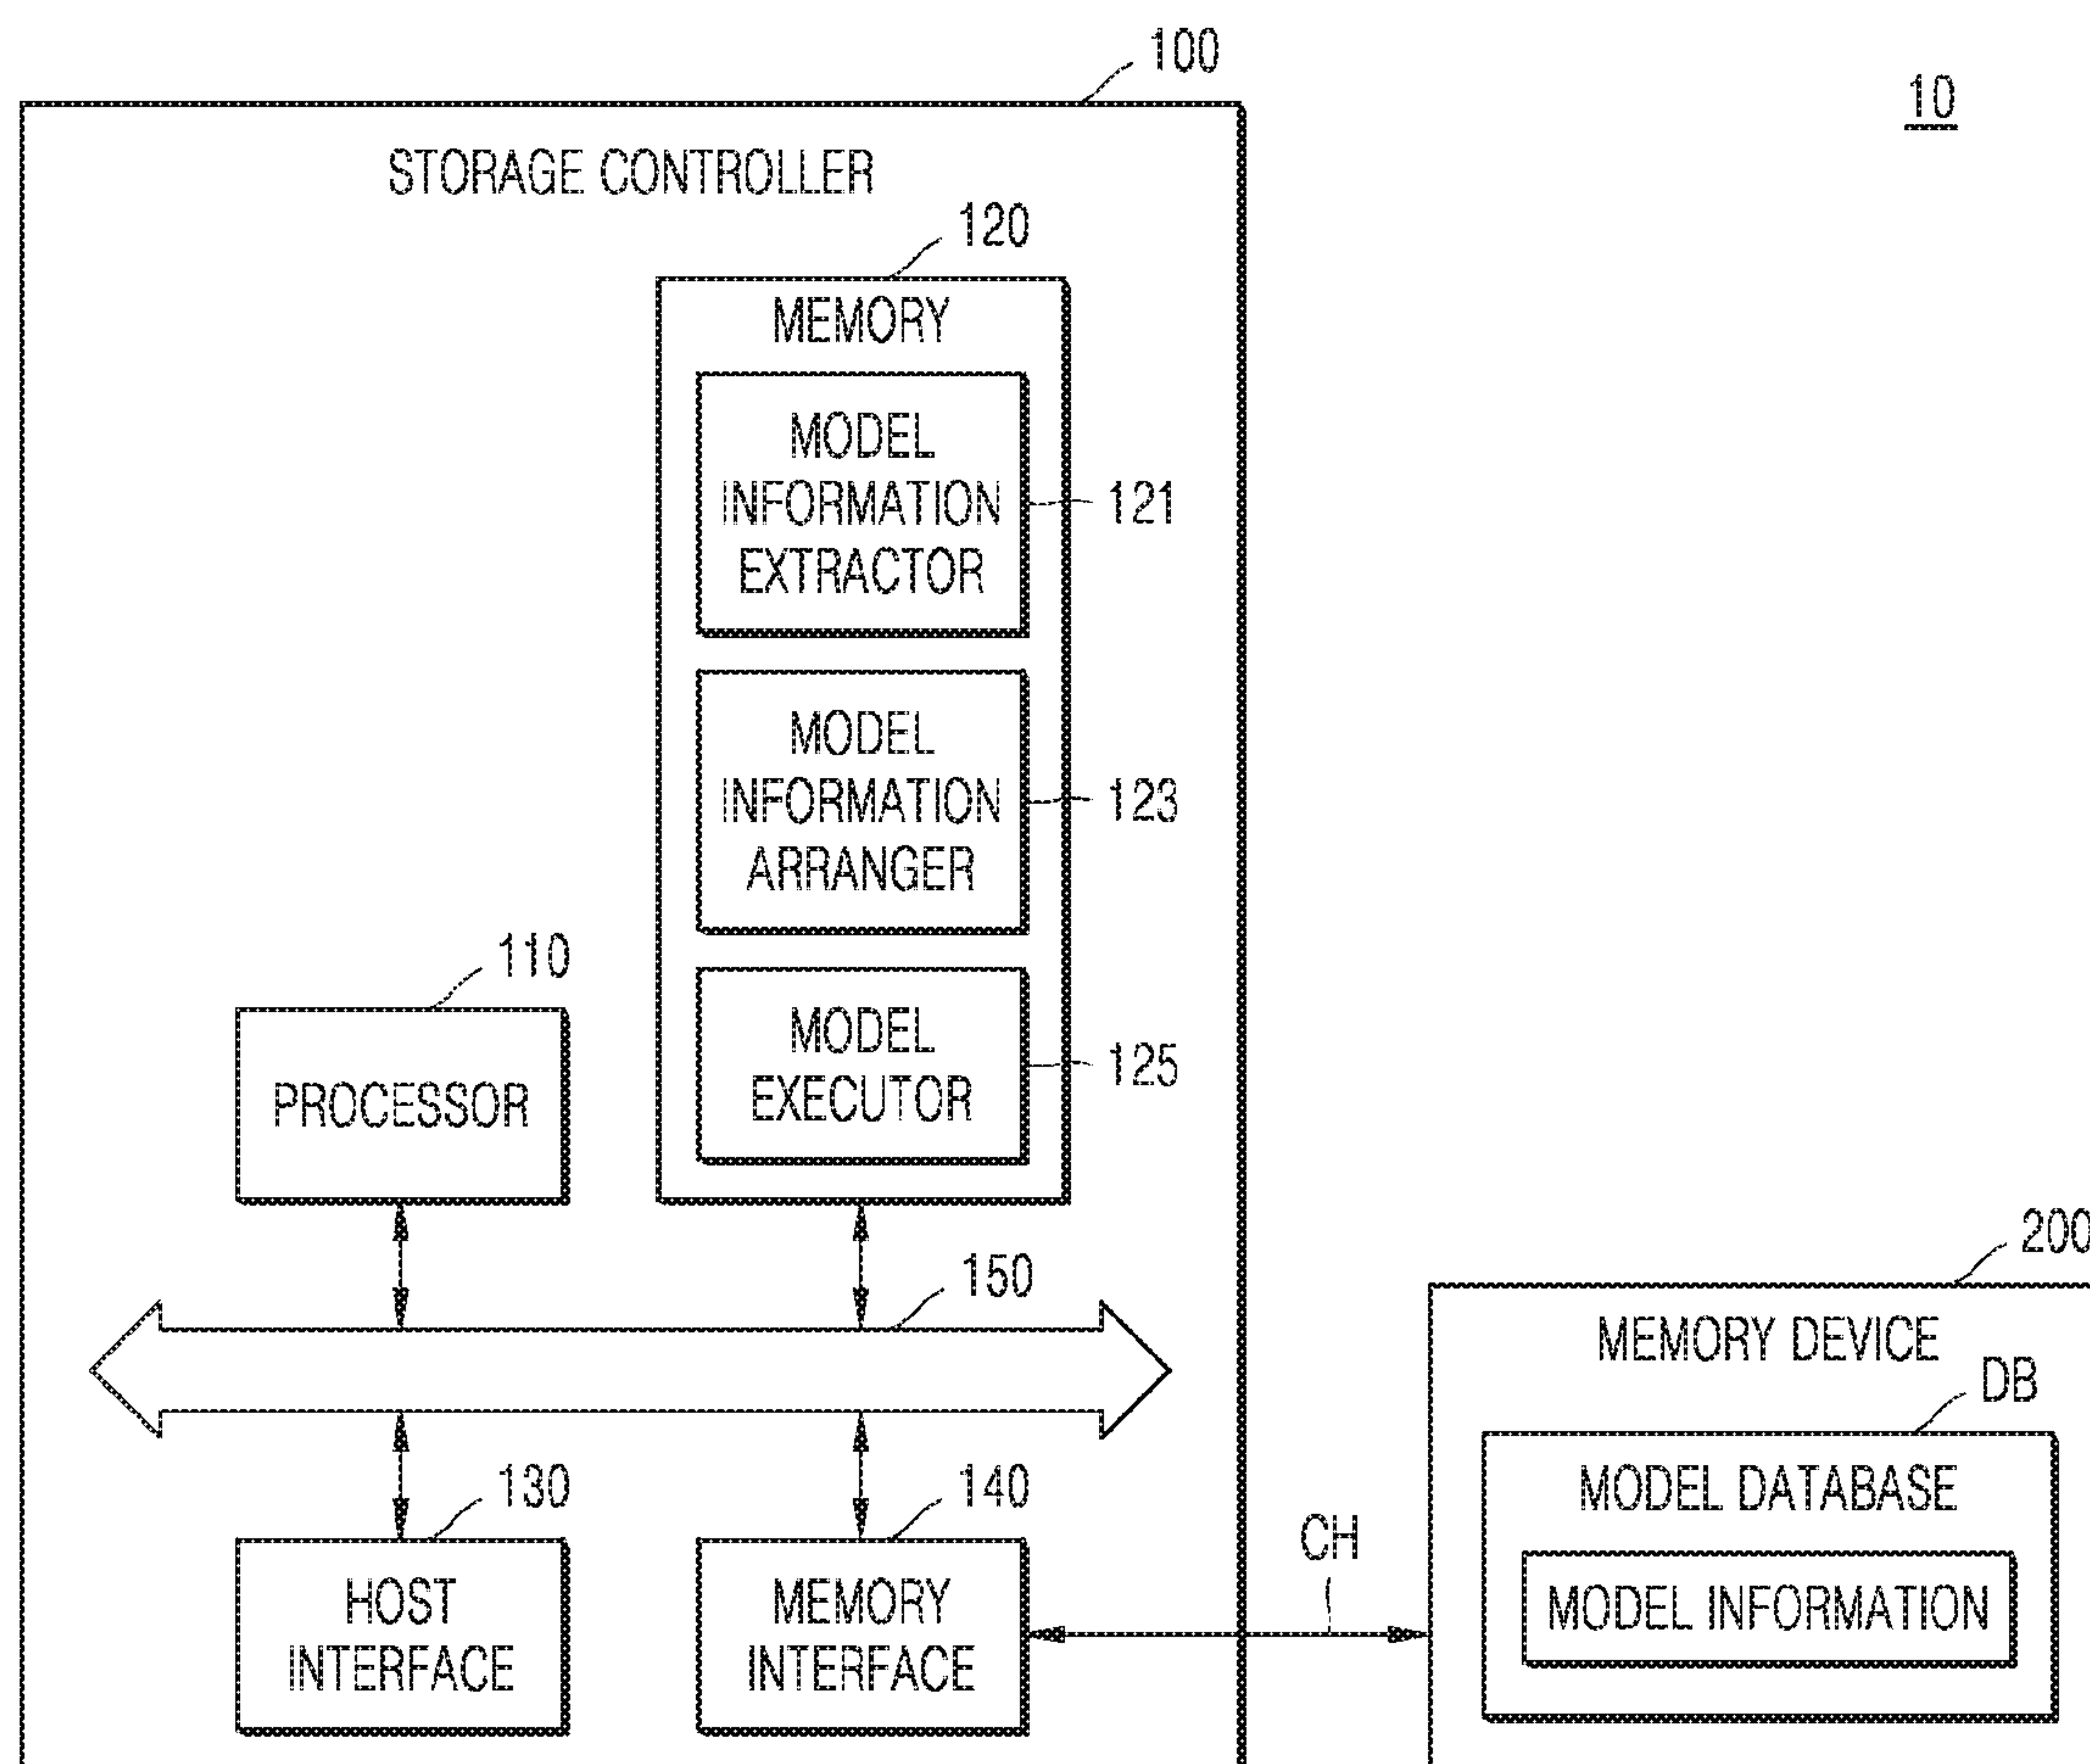 100
10
STORAGE CONTROLLER
120
MEMORY
MODEL
INFORMATION
EXTRACTOR
121
MODEL
INFORMATION
ARRANGER
123
110
PROCESSOR
MODEL
EXECUTOR
125
150
200
MEMORY DEVICE
DB
MODEL DATABASE
MODEL INFORMATION
130
HOST
INTERFACE
140
MEMORY
INTERFACE
CH